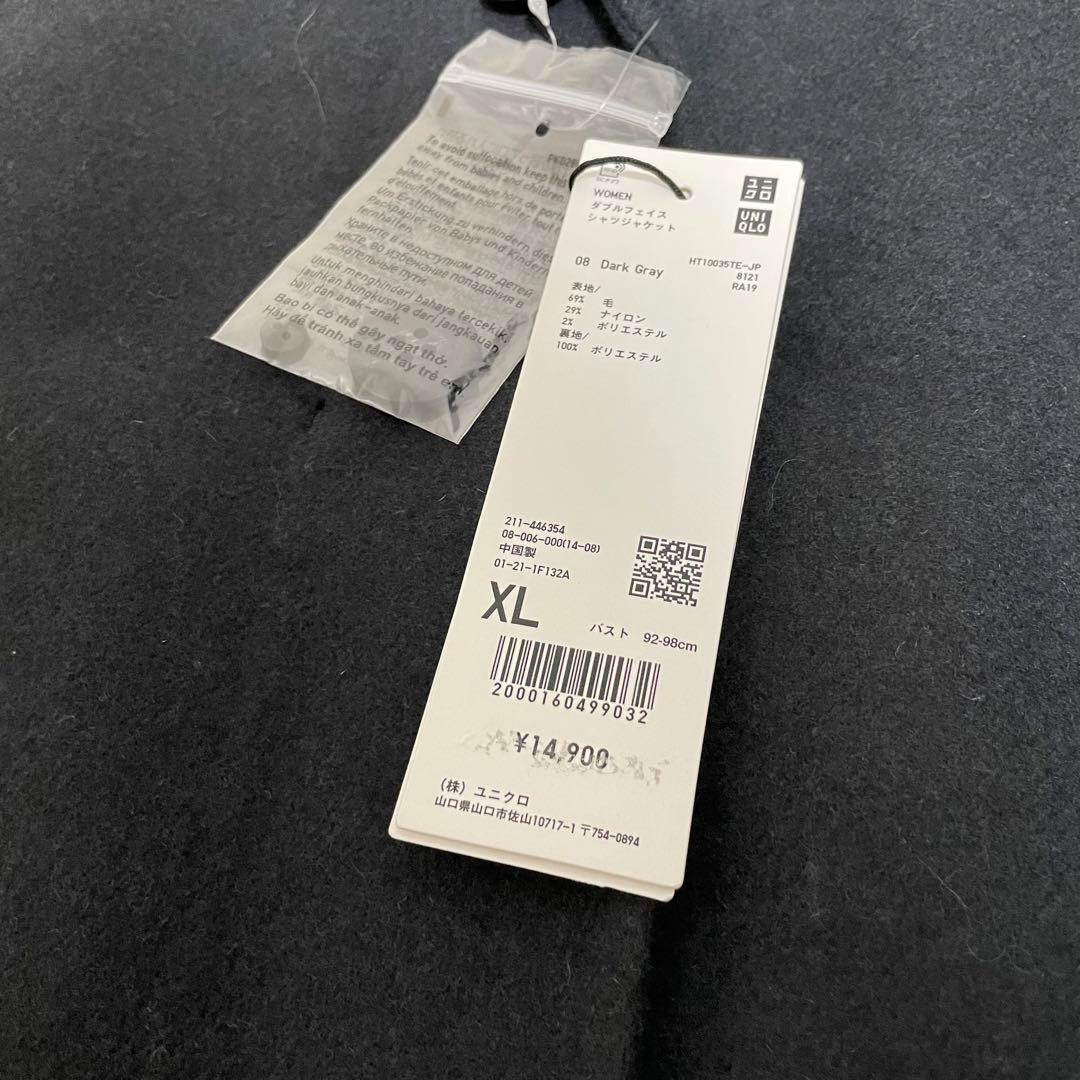 PK02
To avoid suffocation keep this
away from babies and children
Tenir cet emballage hors de port
bébés et enfants pour éviter tout
d'étouffement.
Um Erstickung zu verhindern, dies
Packpapier von Babys und Kindern
fernhalten.
Храните в недоступном для детей
месте, во избежание попадания в
дыхательные пути.
Untuk menghindari bahaya tercekik,
jauhkan bungkusnya dari jangkauan
bayi dan anak-anak.
Bao bì có thể gây ngạt thở.
Hãy để tránh xa tầm tay trẻ em
WOMEN
ダブルフェイス
シャツジャケット
ユニクロ
UNIQLO
08 Dark Gray
HT10035TE-JP
8121
RA19
表地/
69% 毛
29% ナイロン
2% ポリエステル
裏地/
100% ポリエステル
211-446354
08-006-000(14-08)
中国製
01-21-1F132A
XL
バスト 92-98cm
2000160499032
¥14,900
(株) ユニクロ
山口県山口市佐山10717-1 〒754-0894